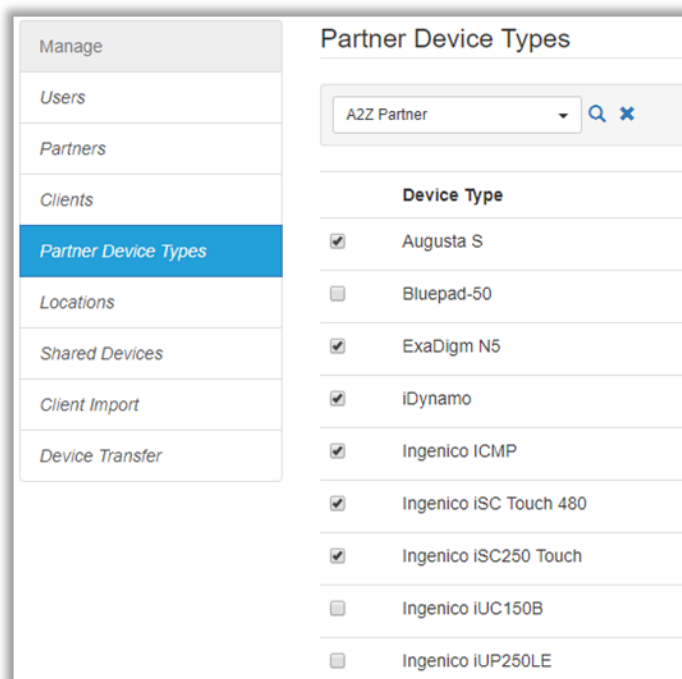 Manage
Users
Partners
Clients
Partner Device Types
Locations
Shared Devices
Client Import
Device Transfer
Partner Device Types
A2Z Partner
Device Type
Augusta S
Bluepad-50
ExaDigm N5
iDynamo
Ingenico ICMP
Ingenico iSC Touch 480
Ingenico iSC250 Touch
Ingenico iUC150B
Ingenico iUP250LE